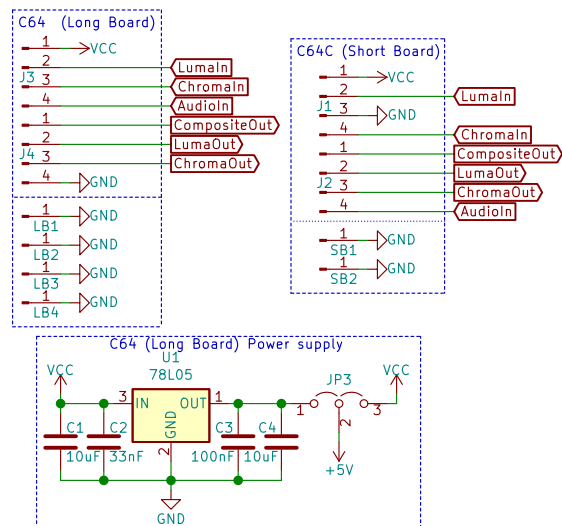 C64 (Long Board)
1 VCC
2 LumaIn
J3
3 ChromaIn
4 AudioIn
1 CompositeOut
2 LumaOut
J4
3 ChromaOut
4 GND
1 GND
LB1
1 GND
LB2
1 GND
LB3
1 GND
LB4
C64C (Short Board)
1 VCC
2 LumaIn
J1
3 GND
4 ChromaIn
1 CompositeOut
2 LumaOut
J2
3 ChromaOut
4 AudioIn
1 GND
SB1
1 GND
SB2
C64 (Long Board) Power supply
U1
78L05
VCC
3 IN OUT 1
GND
2
C1
10uF
C2
33nF
C3
100nF
C4
10uF
JP3
1 2 3
VCC
+5V
GND